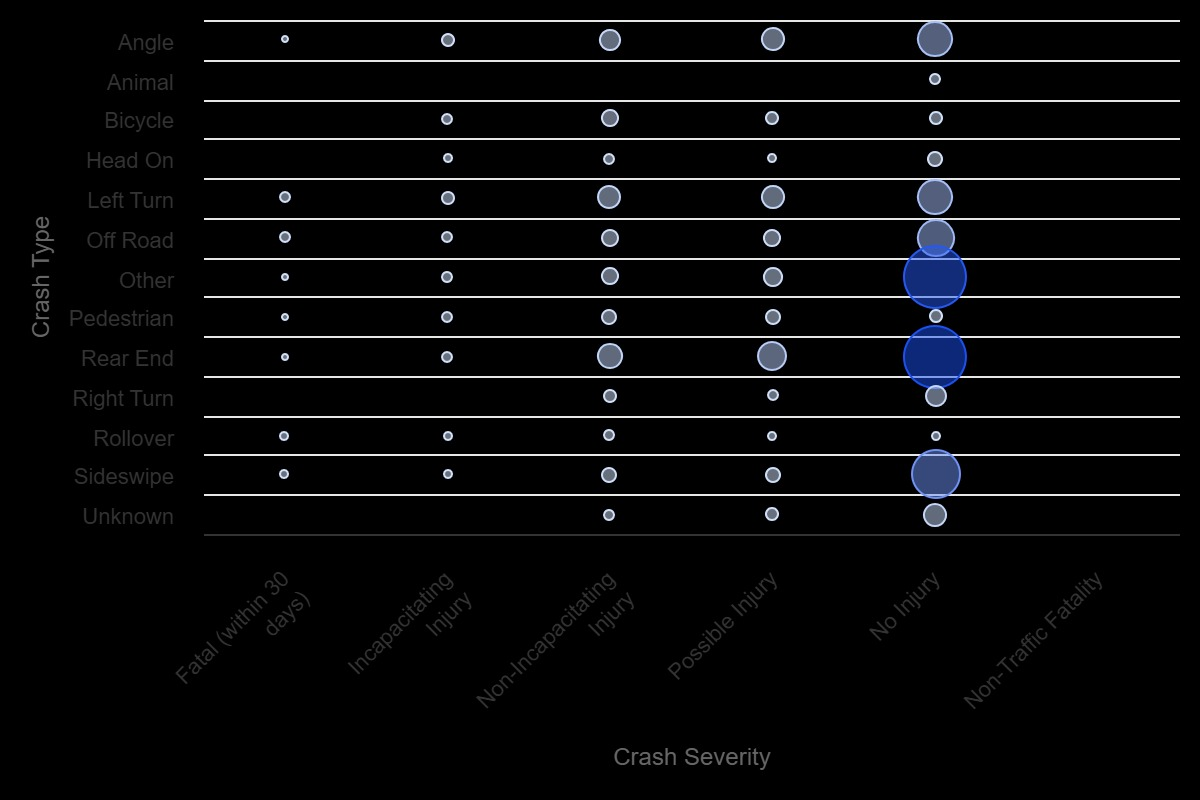 Crash Type
Angle
Animal
Bicycle
Head On
Left Turn
Off Road
Other
Pedestrian
Rear End
Right Turn
Rollover
Sideswipe
Unknown
Fatal (within 30
days)
Incapacitating
Injury
Non-Incapacitating
Injury
Possible Injury
No Injury
Non-Traffic Fatality
Crash Severity